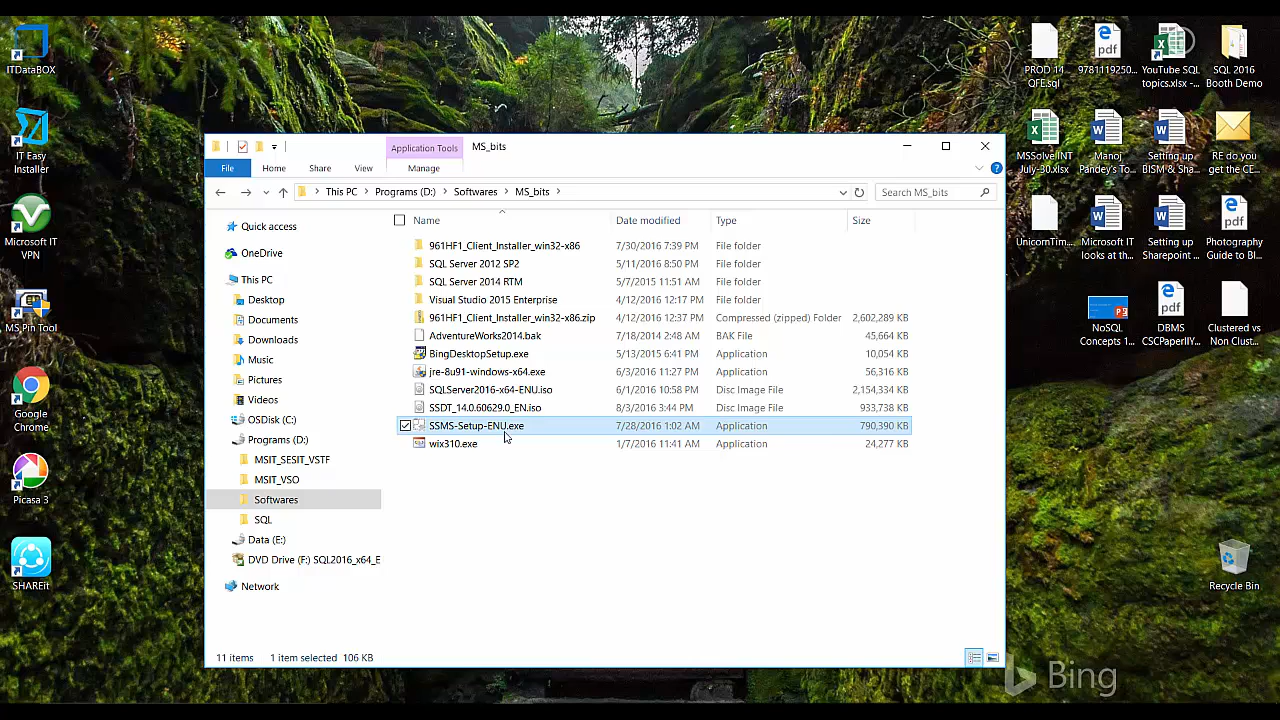 ITDataBOX
IT Easy
Installer
Microsoft IT
VPN
MS Pin Tool
Google
Chrome
Picasa 3
SHAREit
Application Tools
MS_bits
File
Home
Share
View
Manage
This PC
Programs (D:)
Softwares
MS_bits
Search MS_bits
Quick access
OneDrive
This PC
Desktop
Documents
Downloads
Music
Pictures
Videos
OSDisk (C:)
Programs (D:)
MSIT_SESIT_VSTF
MSIT_VSO
Softwares
SQL
Data (E:)
DVD Drive (F:) SQL2016_x64_E
Network
Name Date modified Type Size
961HF1_Client_Installer_win32-x86 7/30/2016 7:39 PM File folder
SQL Server 2012 SP2 5/11/2016 8:50 PM File folder
SQL Server 2014 RTM 5/7/2015 11:51 AM File folder
Visual Studio 2015 Enterprise 4/12/2016 12:17 PM File folder
961HF1_Client_Installer_win32-x86.zip 4/18/2016 12:37 PM Compressed (zipped) Folder 2,602,289 KB
AdventureWorks2014.bak 7/18/2014 2:48 AM BAK File 45,664 KB
BingDesktopSetup.exe 5/13/2015 6:41 PM Application 10,054 KB
jre-8u91-windows-x64.exe 6/3/2016 11:27 PM Application 56,316 KB
SQLServer2016-x64-ENU.iso 6/1/2016 10:58 PM Disc Image File 2,154,334 KB
SSDT_14.0.60629.0_EN.iso 8/3/2016 3:44 PM Disc Image File 933,738 KB
SSMS-Setup-ENU.exe 7/28/2016 1:02 AM Application 790,390 KB
wix310.exe 1/7/2016 11:41 AM Application 24,277 KB
11 items 1 item selected 106 KB
PROD 14
QFE.sql
pdf
9781119250...
YouTube SQL
topics.xlsx -...
SQL 2016
Booth Demo
MSSolve INT
July-30.xlsx
Manoj
Pandey's To...
Setting up
BISM & Sha...
RE do you
get the CE...
UnicornTim...
Microsoft IT
looks at th...
Setting up
Sharepoint ...
pdf
Photography
Guide to BI...
NoSQL
Concepts 1...
pdf
DBMS
CSCPaperIIY...
Clustered vs
Non Clust...
Recycle Bin
Bing